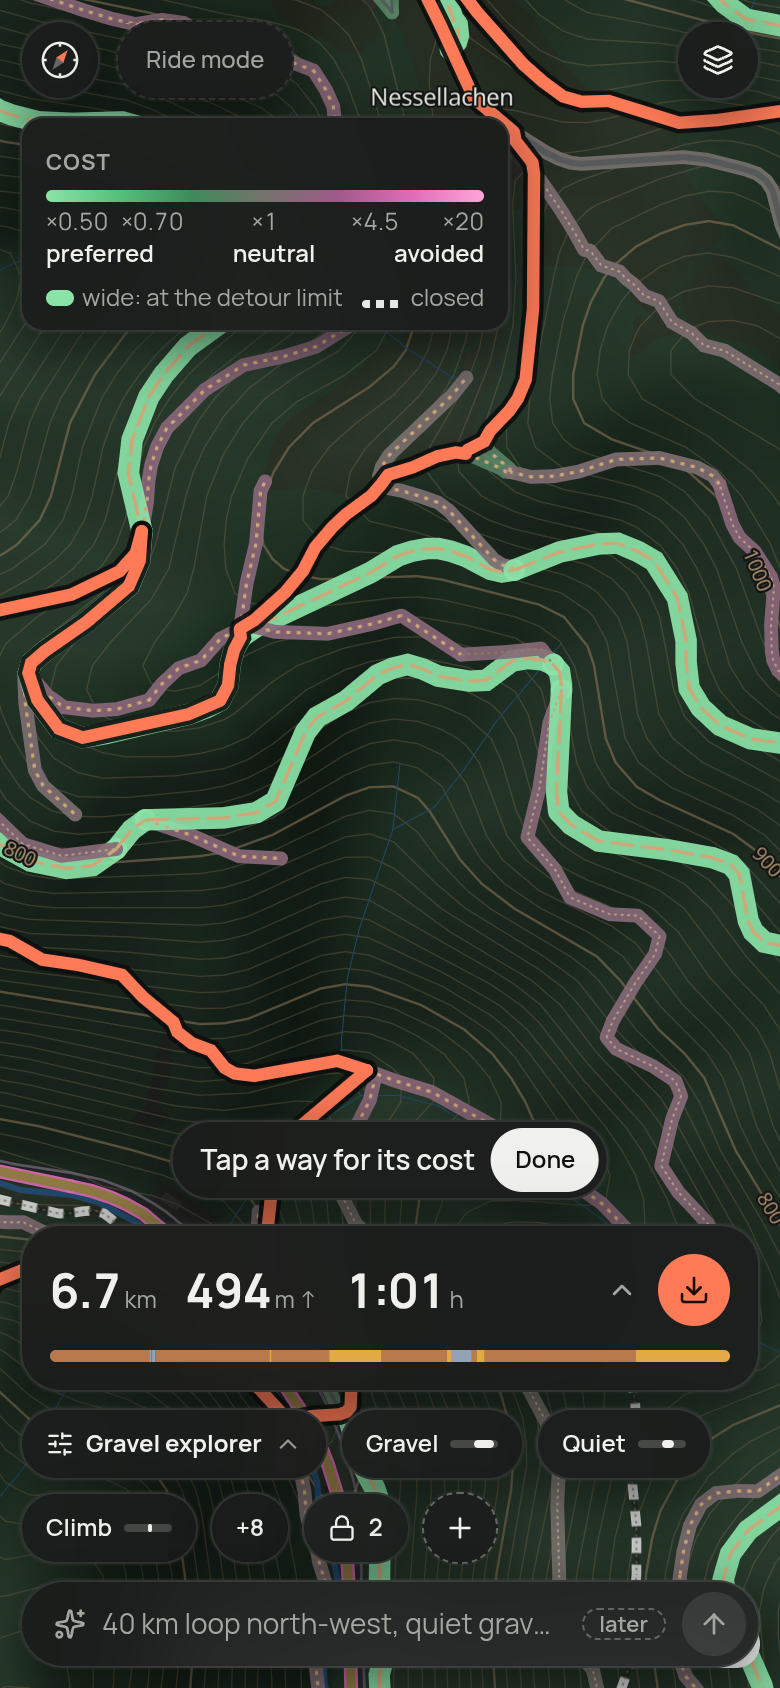 Ride mode
Nessellachen
COST
×0.50 ×0.70 ×1 ×4.5 ×20
preferred neutral avoided
wide: at the detour limit closed
1000
800
900
Tap a way for its cost Done
800
6.7 km 494 m ↑ 1:01 h
Gravel explorer Gravel Quiet
Climb +8 2 +
40 km loop north-west, quiet grav... later